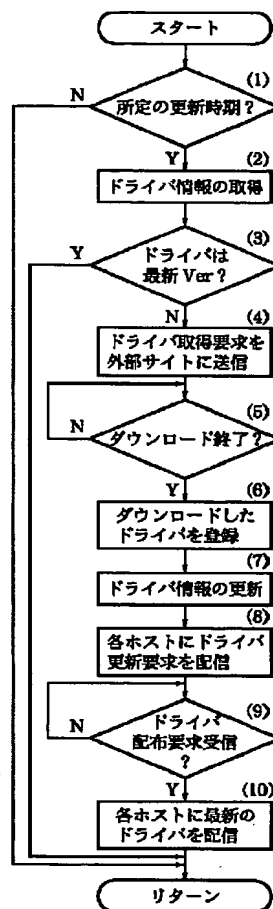 スタート
(1)
N
所定の更新時期?
Y
(2)
ドライバ情報の取得
(3)
Y
ドライバは
最新 Ver?
N
(4)
ドライバ取得要求を
外部サイトに送信
(5)
N
ダウンロード終了?
Y
(6)
ダウンロードした
ドライバを登録
(7)
ドライバ情報の更新
(8)
各ホストにドライバ
更新要求を配信
(9)
N
ドライバ
配布要求受信
?
Y
(10)
各ホストに最新の
ドライバを配信
リターン